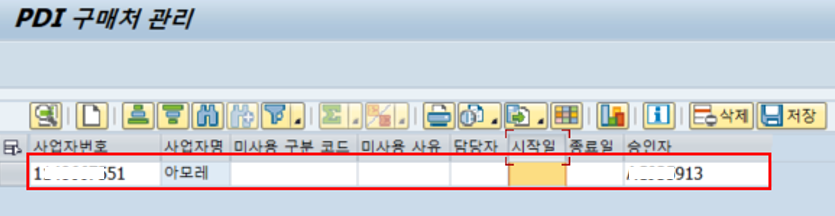 PDI 구매처 관리
삭제 저장
사업자번호 사업자명 미사용 구분 코드 미사용 사유 담당자 시작일 종료일 승인자
아모레